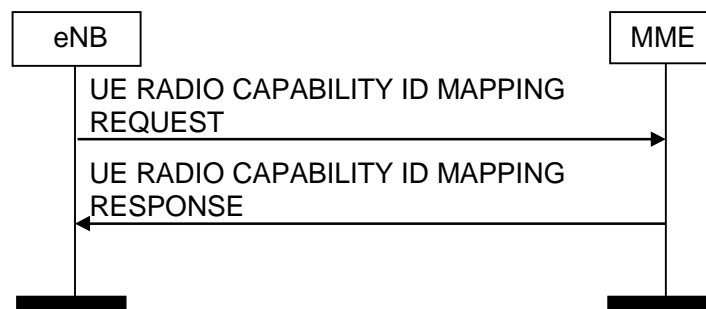 eNB
MME
UE RADIO CAPABILITY ID MAPPING
REQUEST
UE RADIO CAPABILITY ID MAPPING
RESPONSE